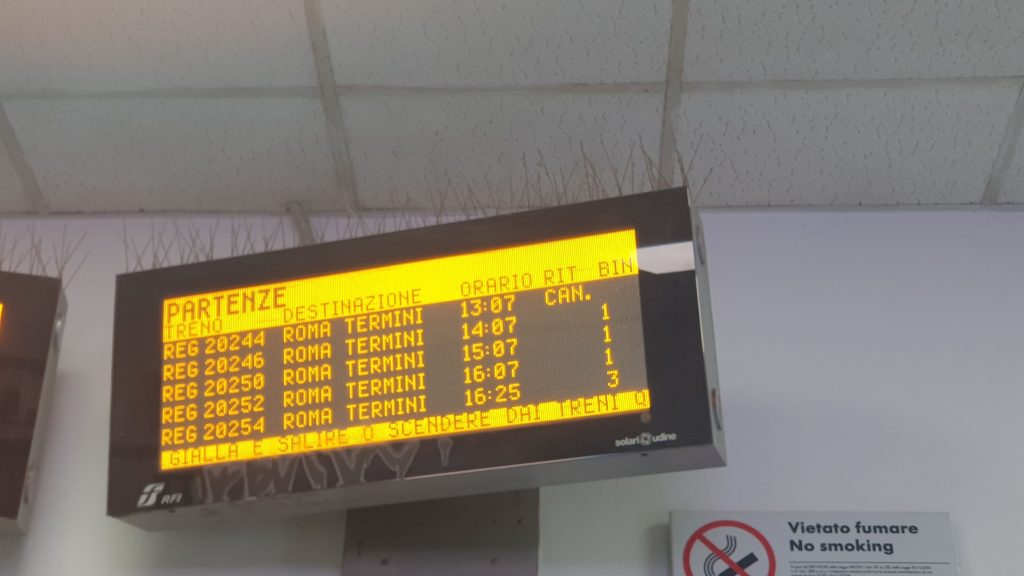 PARTENZE
TRENO DESTINAZIONE ORARIO RIT BIN
REG 20244 ROMA TERMINI 13:07 CAN.
REG 20246 ROMA TERMINI 14:07 1
REG 20250 ROMA TERMINI 15:07 1
REG 20252 ROMA TERMINI 16:07 1
REG 20254 ROMA TERMINI 16:25 3
GIALLA E SALIRE O SCENDERE DAI TRENI
solari udine
RFI
Vietato fumare
No smoking